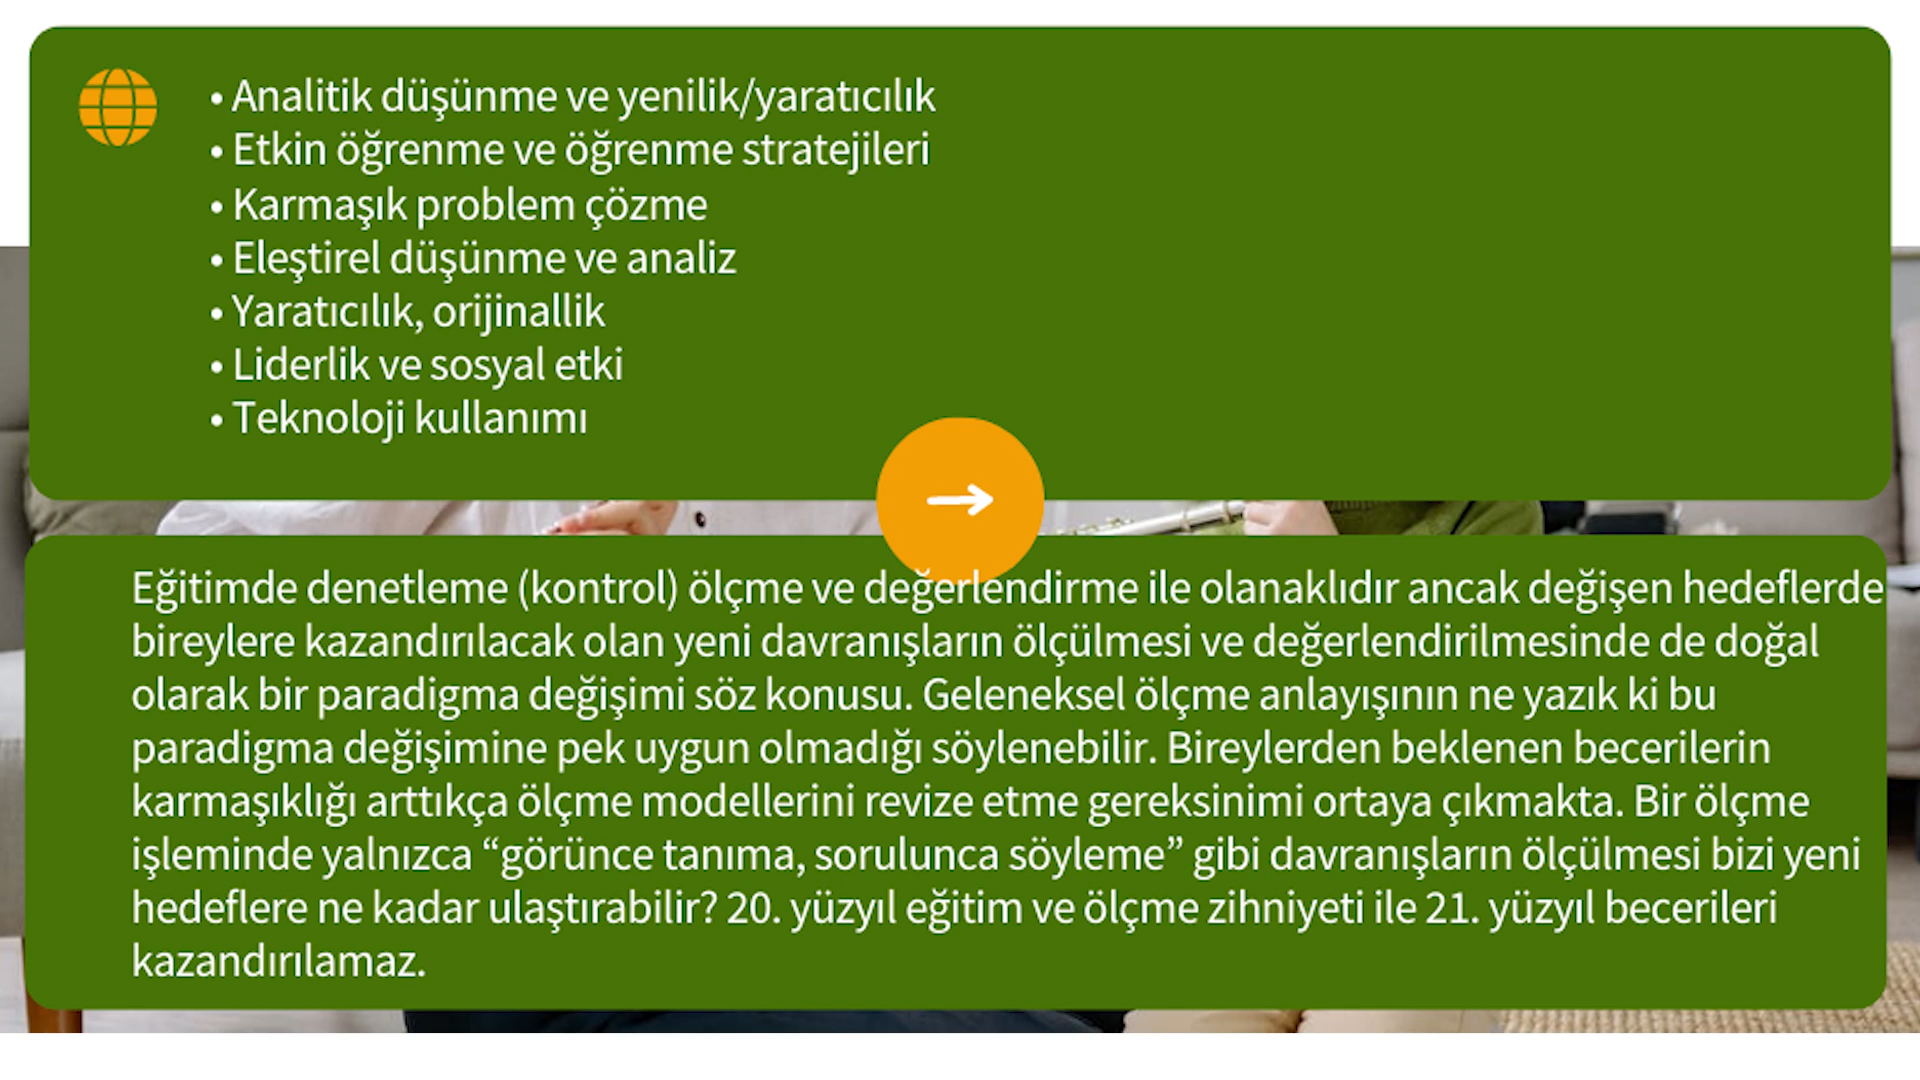 • Analitik düşünme ve yenilik/yaratıcılık
• Etkin öğrenme ve öğrenme stratejileri
• Karmaşık problem çözme
• Eleştirel düşünme ve analiz
• Yaratıcılık, orijinallik
• Liderlik ve sosyal etki
• Teknoloji kullanımı
Eğitimde denetleme (kontrol) ölçme ve değerlendirme ile olanaklıdır ancak değişen hedeflerde
bireylere kazandırılacak olan yeni davranışların ölçülmesi ve değerlendirilmesinde de doğal
olarak bir paradigma değişimi söz konusu. Geleneksel ölçme anlayışının ne yazık ki bu
paradigma değişimine pek uygun olmadığı söylenebilir. Bireylerden beklenen becerilerin
karmaşıklığı arttıkça ölçme modellerini revize etme gereksinimi ortaya çıkmakta. Bir ölçme
işleminde yalnızca “görünce tanıma, sorulunca söyleme” gibi davranışların ölçülmesi bizi yeni
hedeflere ne kadar ulaştırabilir? 20. yüzyıl eğitim ve ölçme zihniyeti ile 21. yüzyıl becerileri
kazandırılamaz.